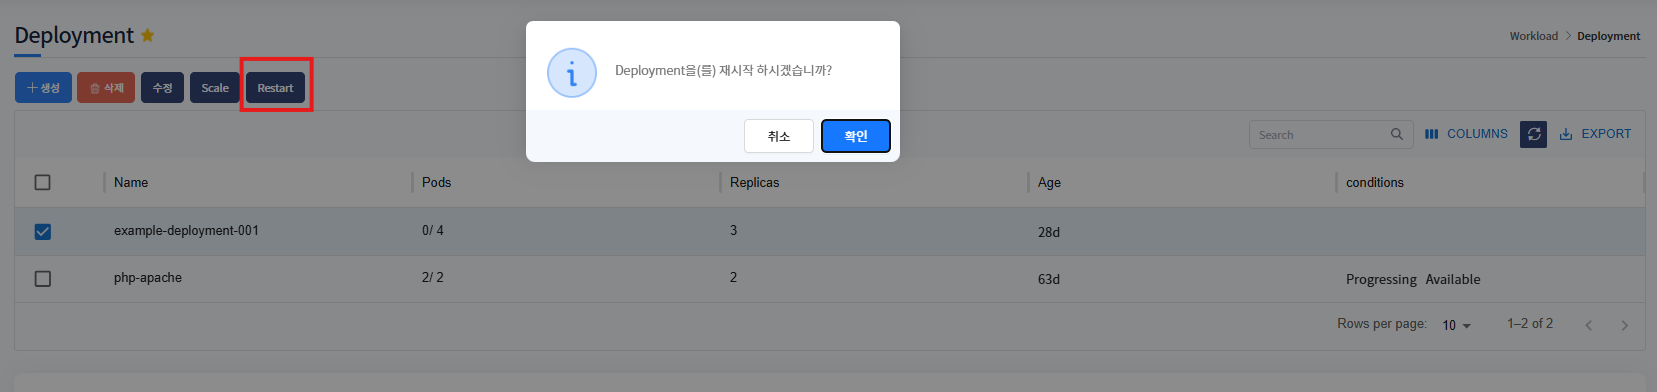 Deployment
Workload > Deployment
+ 생성 삭제 수정 Scale Restart
Deployment을(를) 재시작 하시겠습니까?
취소 확인
Search COLUMNS EXPORT
Name Pods Replicas Age conditions
example-deployment-001 0/ 4 3 28d
php-apache 2/ 2 2 63d Progressing Available
Rows per page: 10 1–2 of 2